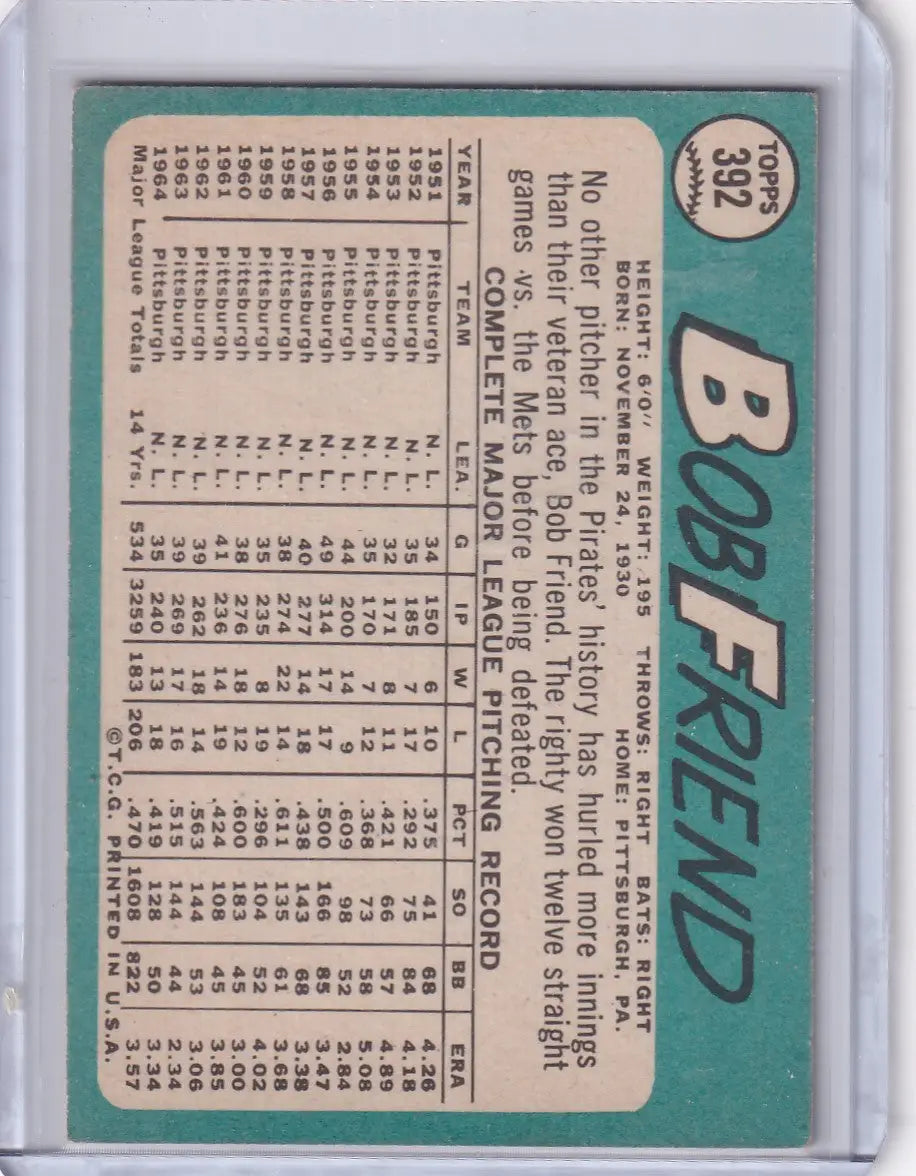 TOPPS
392
BOB FRIEND
HEIGHT: 6'0" WEIGHT: 195 THROWS: RIGHT BATS: RIGHT
BORN: NOVEMBER 24, 1930 HOME: PITTSBURGH, PA.
No other pitcher in the Pirates' history has hurled more innings
than their veteran ace, Bob Friend. The righty won twelve straight
games vs. the Mets before being defeated.
COMPLETE MAJOR LEAGUE PITCHING RECORD
YEAR TEAM LEA. G IP W L PCT SO BB ERA
1951 Pittsburgh N. L. 34 150 6 10 .375 41 68 4.26
1952 Pittsburgh N. L. 35 185 7 17 .292 75 84 4.18
1953 Pittsburgh N. L. 32 171 8 11 .421 66 57 4.89
1954 Pittsburgh N. L. 35 170 7 12 .368 73 58 5.08
1955 Pittsburgh N. L. 44 200 14 9 .609 98 52 2.84
1956 Pittsburgh N. L. 49 314 17 17 .500 166 85 3.47
1957 Pittsburgh N. L. 40 277 14 18 .438 143 68 3.38
1958 Pittsburgh N. L. 38 274 22 14 .611 135 61 3.68
1959 Pittsburgh N. L. 35 235 8 19 .296 104 52 4.02
1960 Pittsburgh N. L. 38 276 18 12 .600 183 45 3.00
1961 Pittsburgh N. L. 41 236 14 19 .424 108 45 3.85
1962 Pittsburgh N. L. 39 262 18 14 .563 144 53 3.06
1963 Pittsburgh N. L. 39 269 17 16 .515 144 44 2.34
1964 Pittsburgh N. L. 35 240 13 18 .419 128 50 3.34
Major League Totals 14 Yrs. 534 3259 183 206 .470 1608 822 3.57
©T.C.G. PRINTED IN U.S.A.